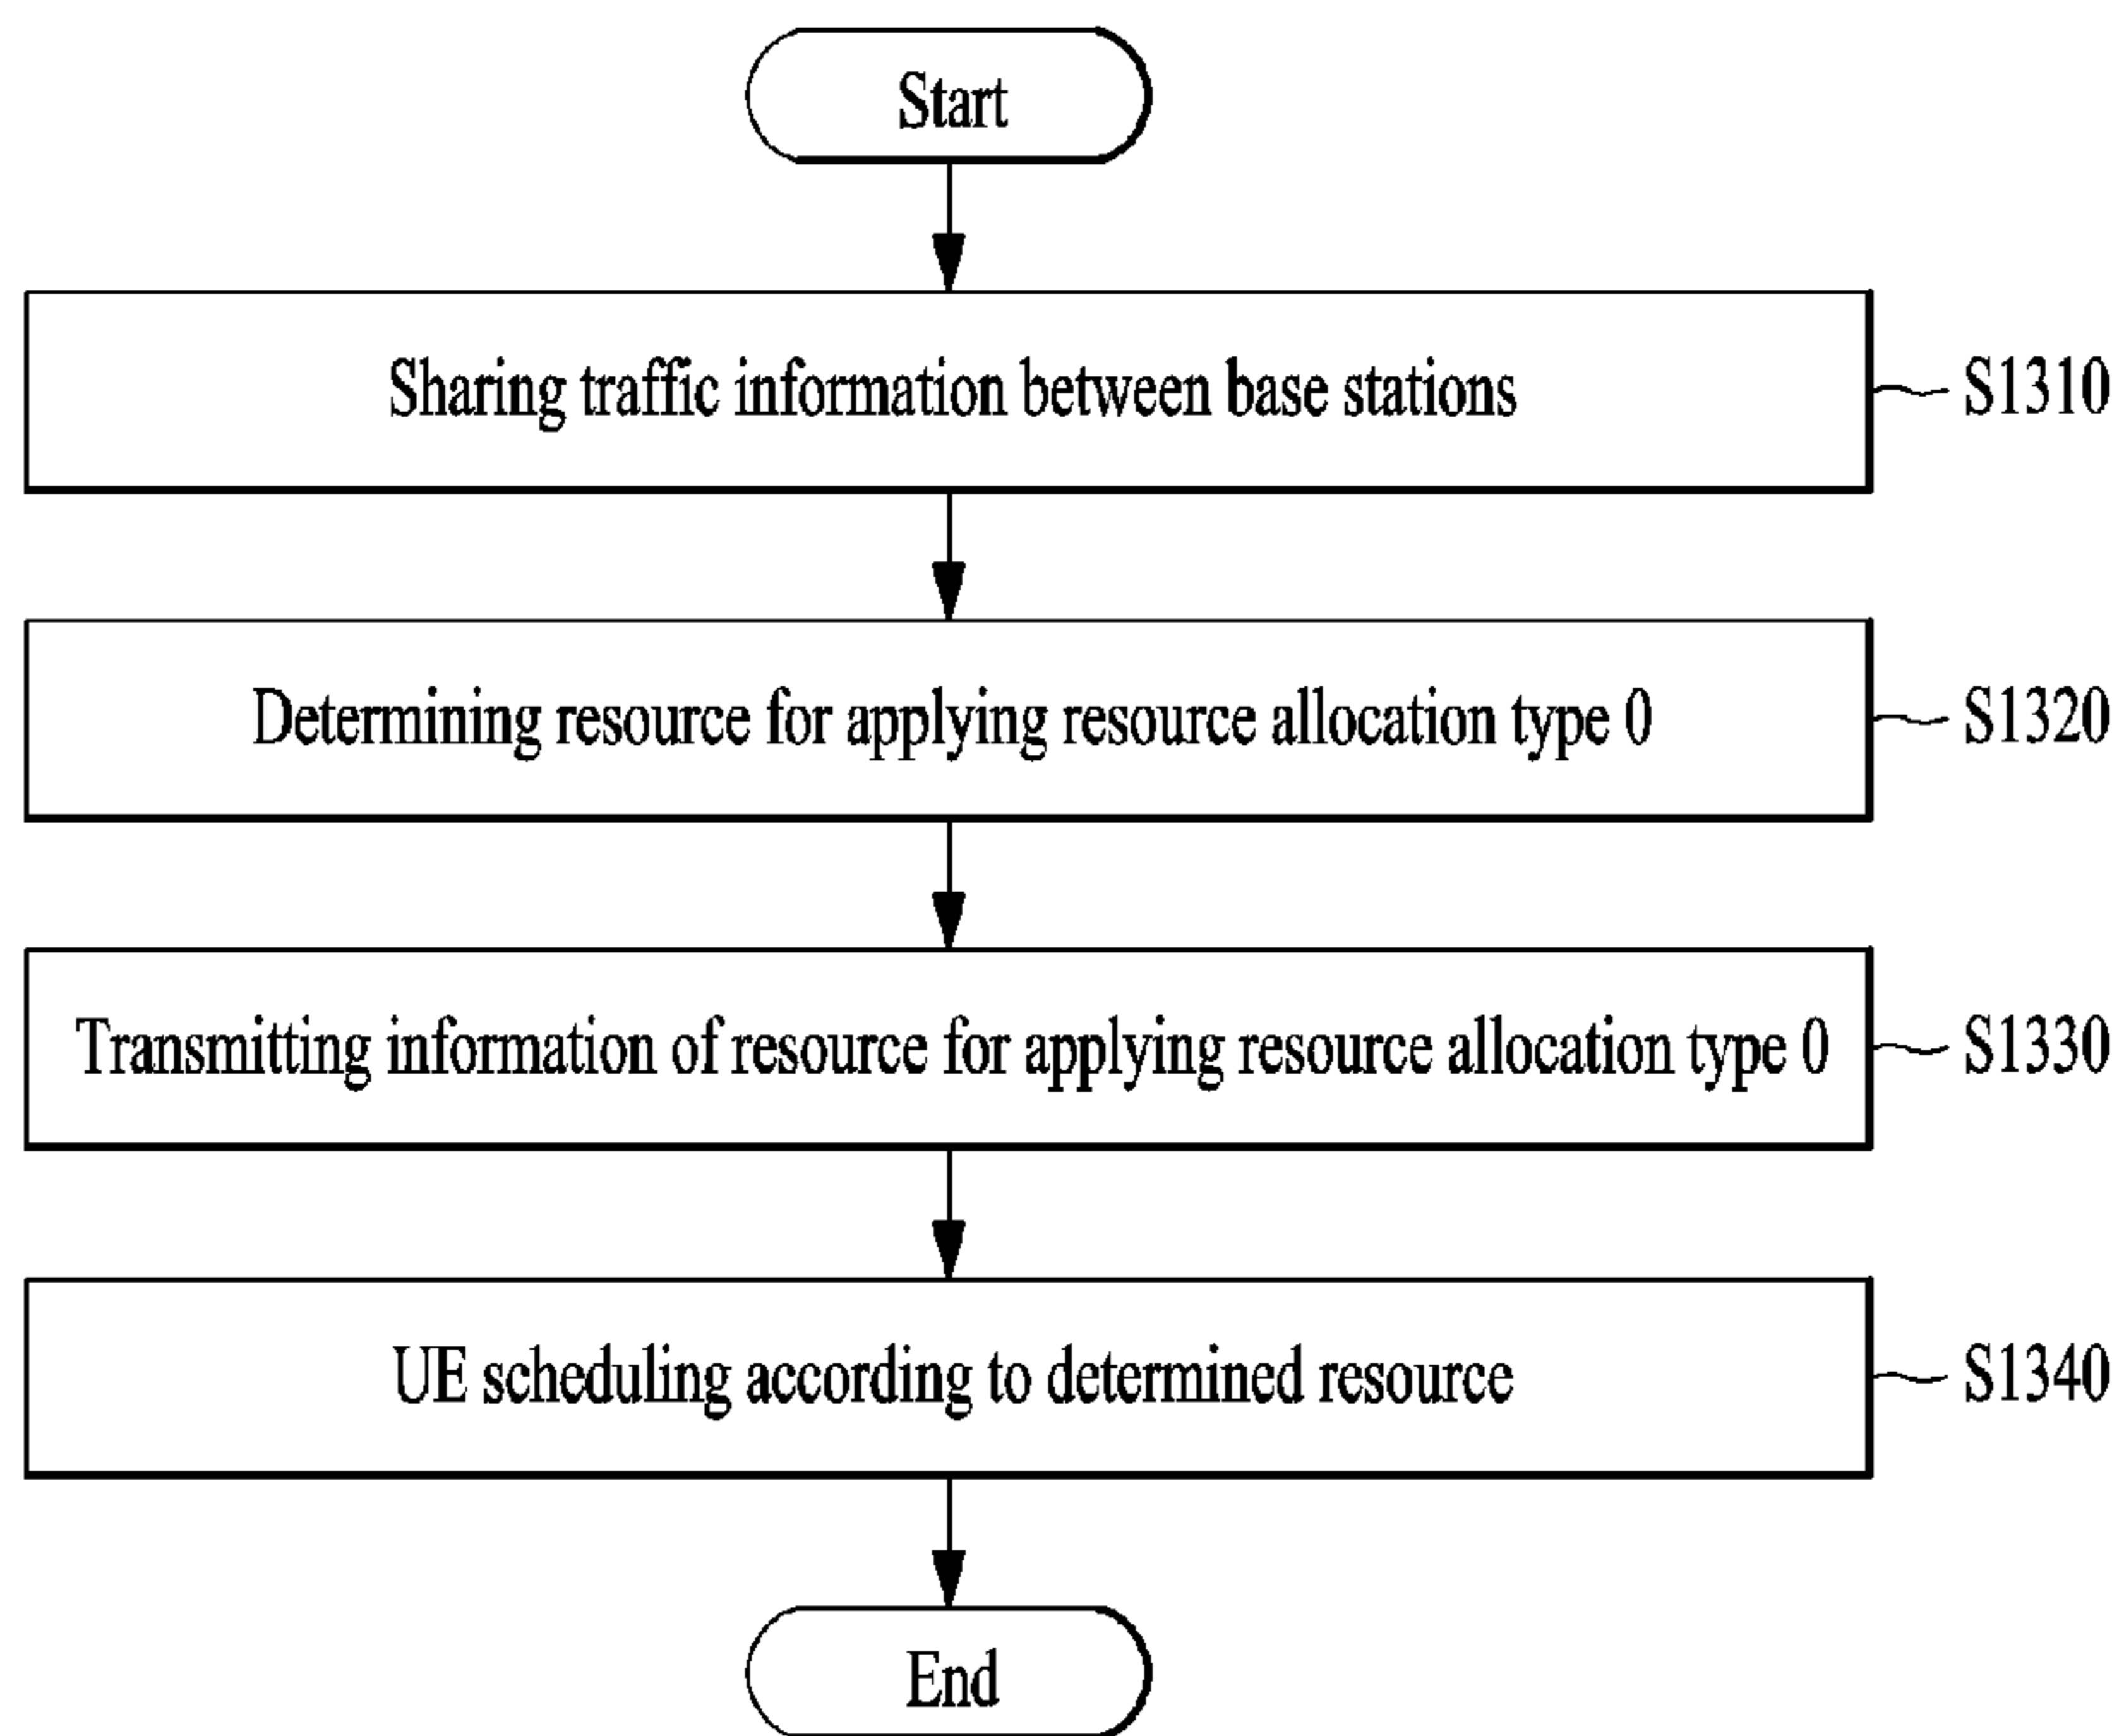 Start
Sharing traffic information between base stations
S1310
Determining resource for applying resource allocation type 0
S1320
Transmitting information of resource for applying resource allocation type 0
S1330
UE scheduling according to determined resource
S1340
End